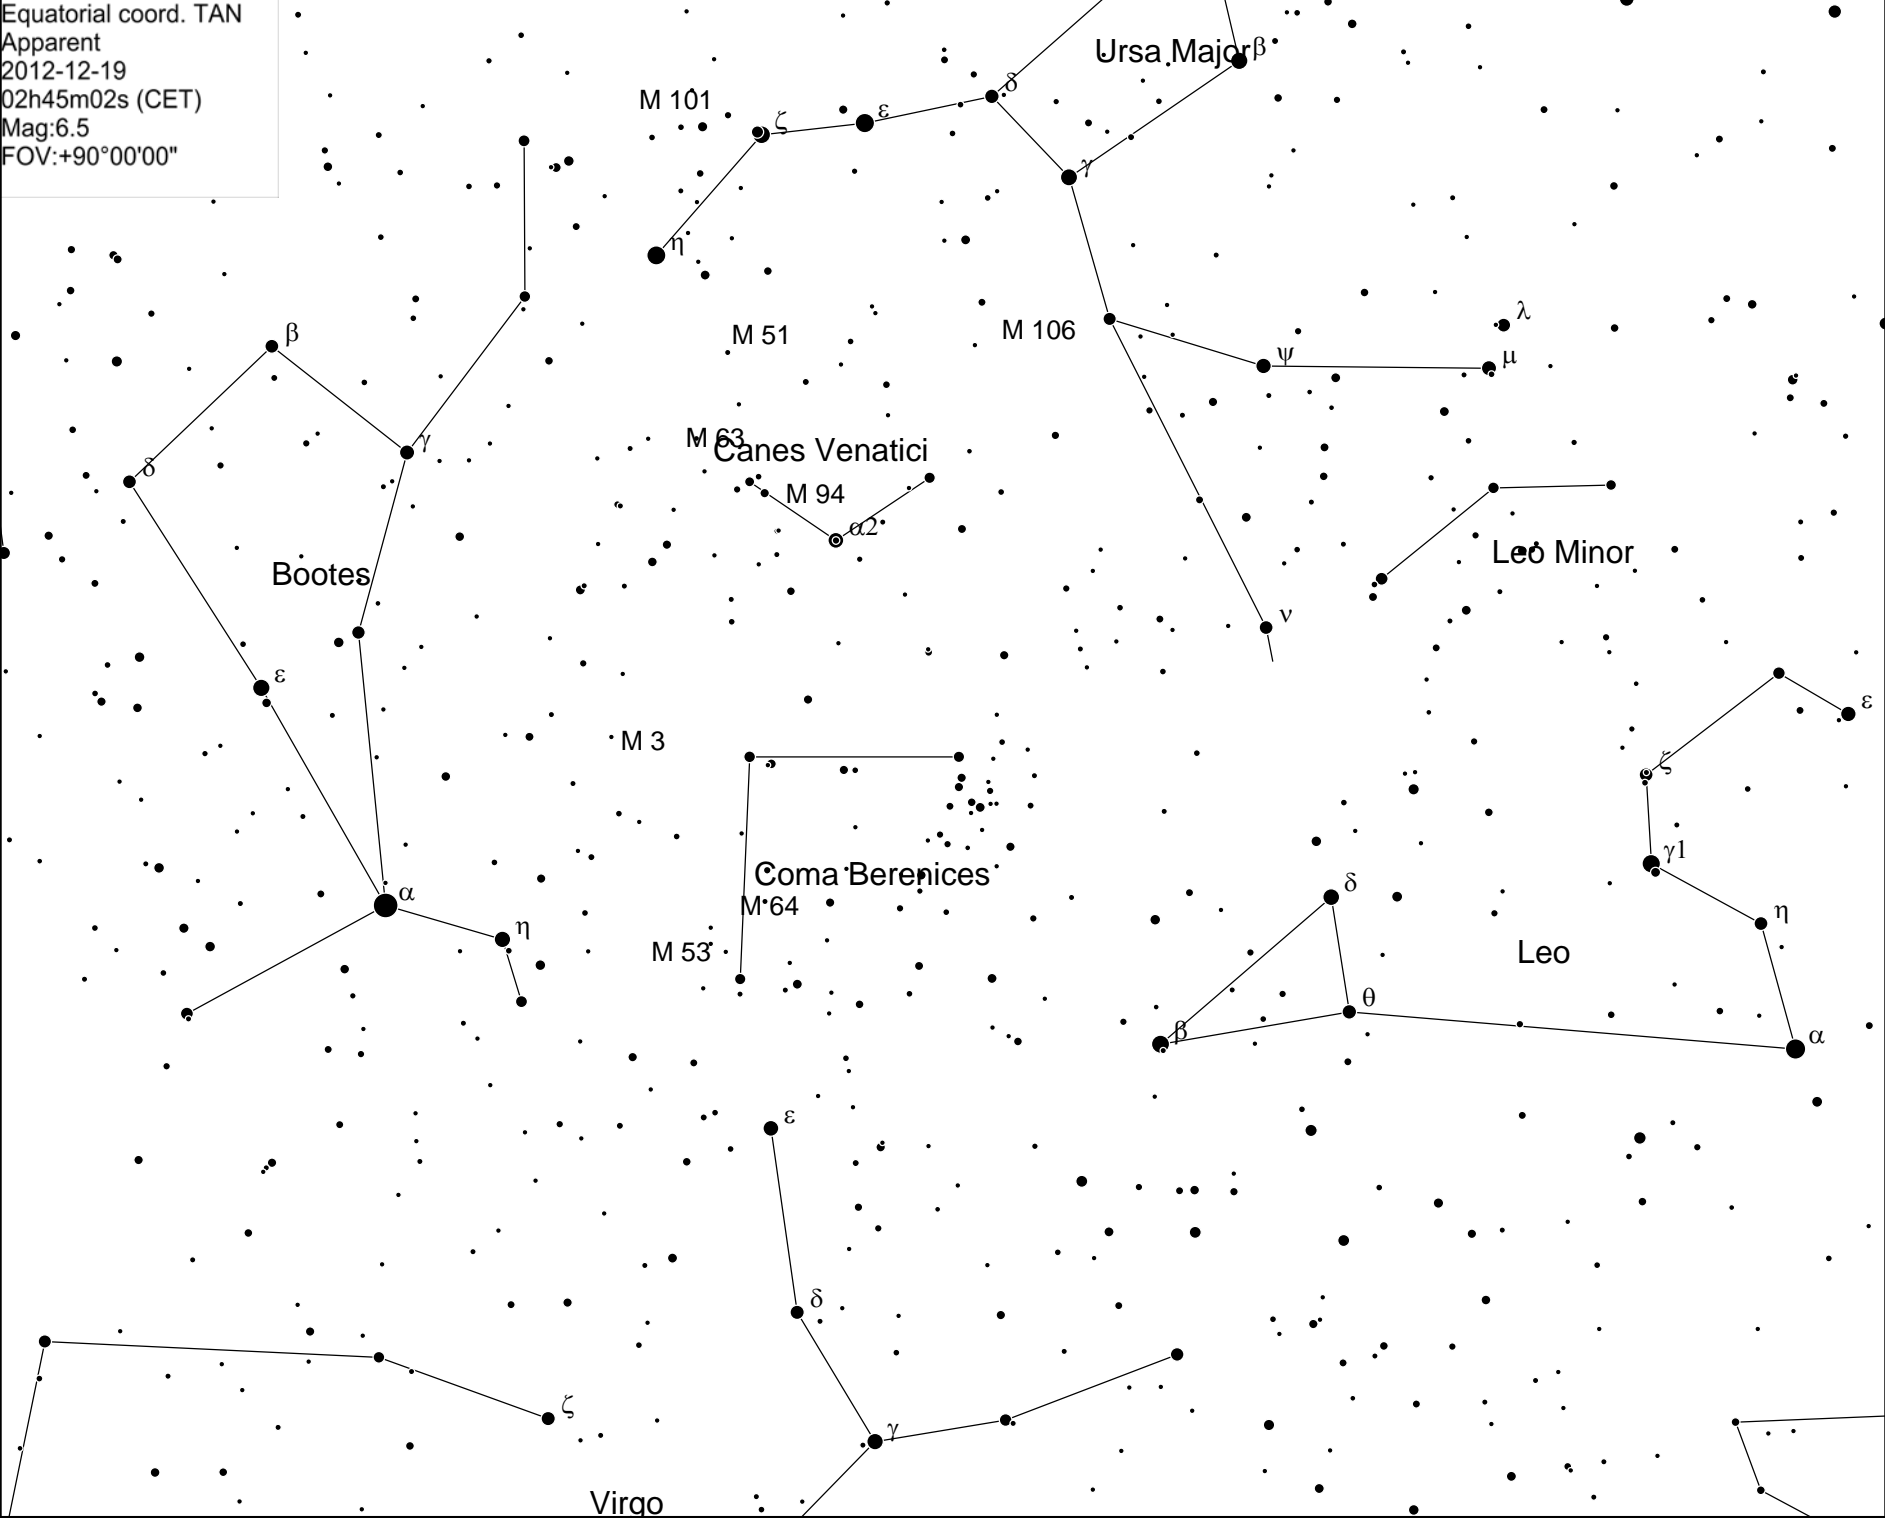 Equatorial coord. TAN
Apparent
2012-12-19
02h45m02s (CET)
Mag:6.5
FOV:+90°00'00"
Ursa Major
β
δ
M 101
ζ
ε
γ
η
λ
M 51
M 106
β
ψ
μ
γ
M 63
Canes Venatici
δ
M 94
α2
Leo Minor
Bootes
ν
ε
ε
M 3
ζ
γ1
Coma Berenices
δ
α
M 64
η
η
M 53
Leo
θ
β
α
ε
δ
ζ
γ
Virgo